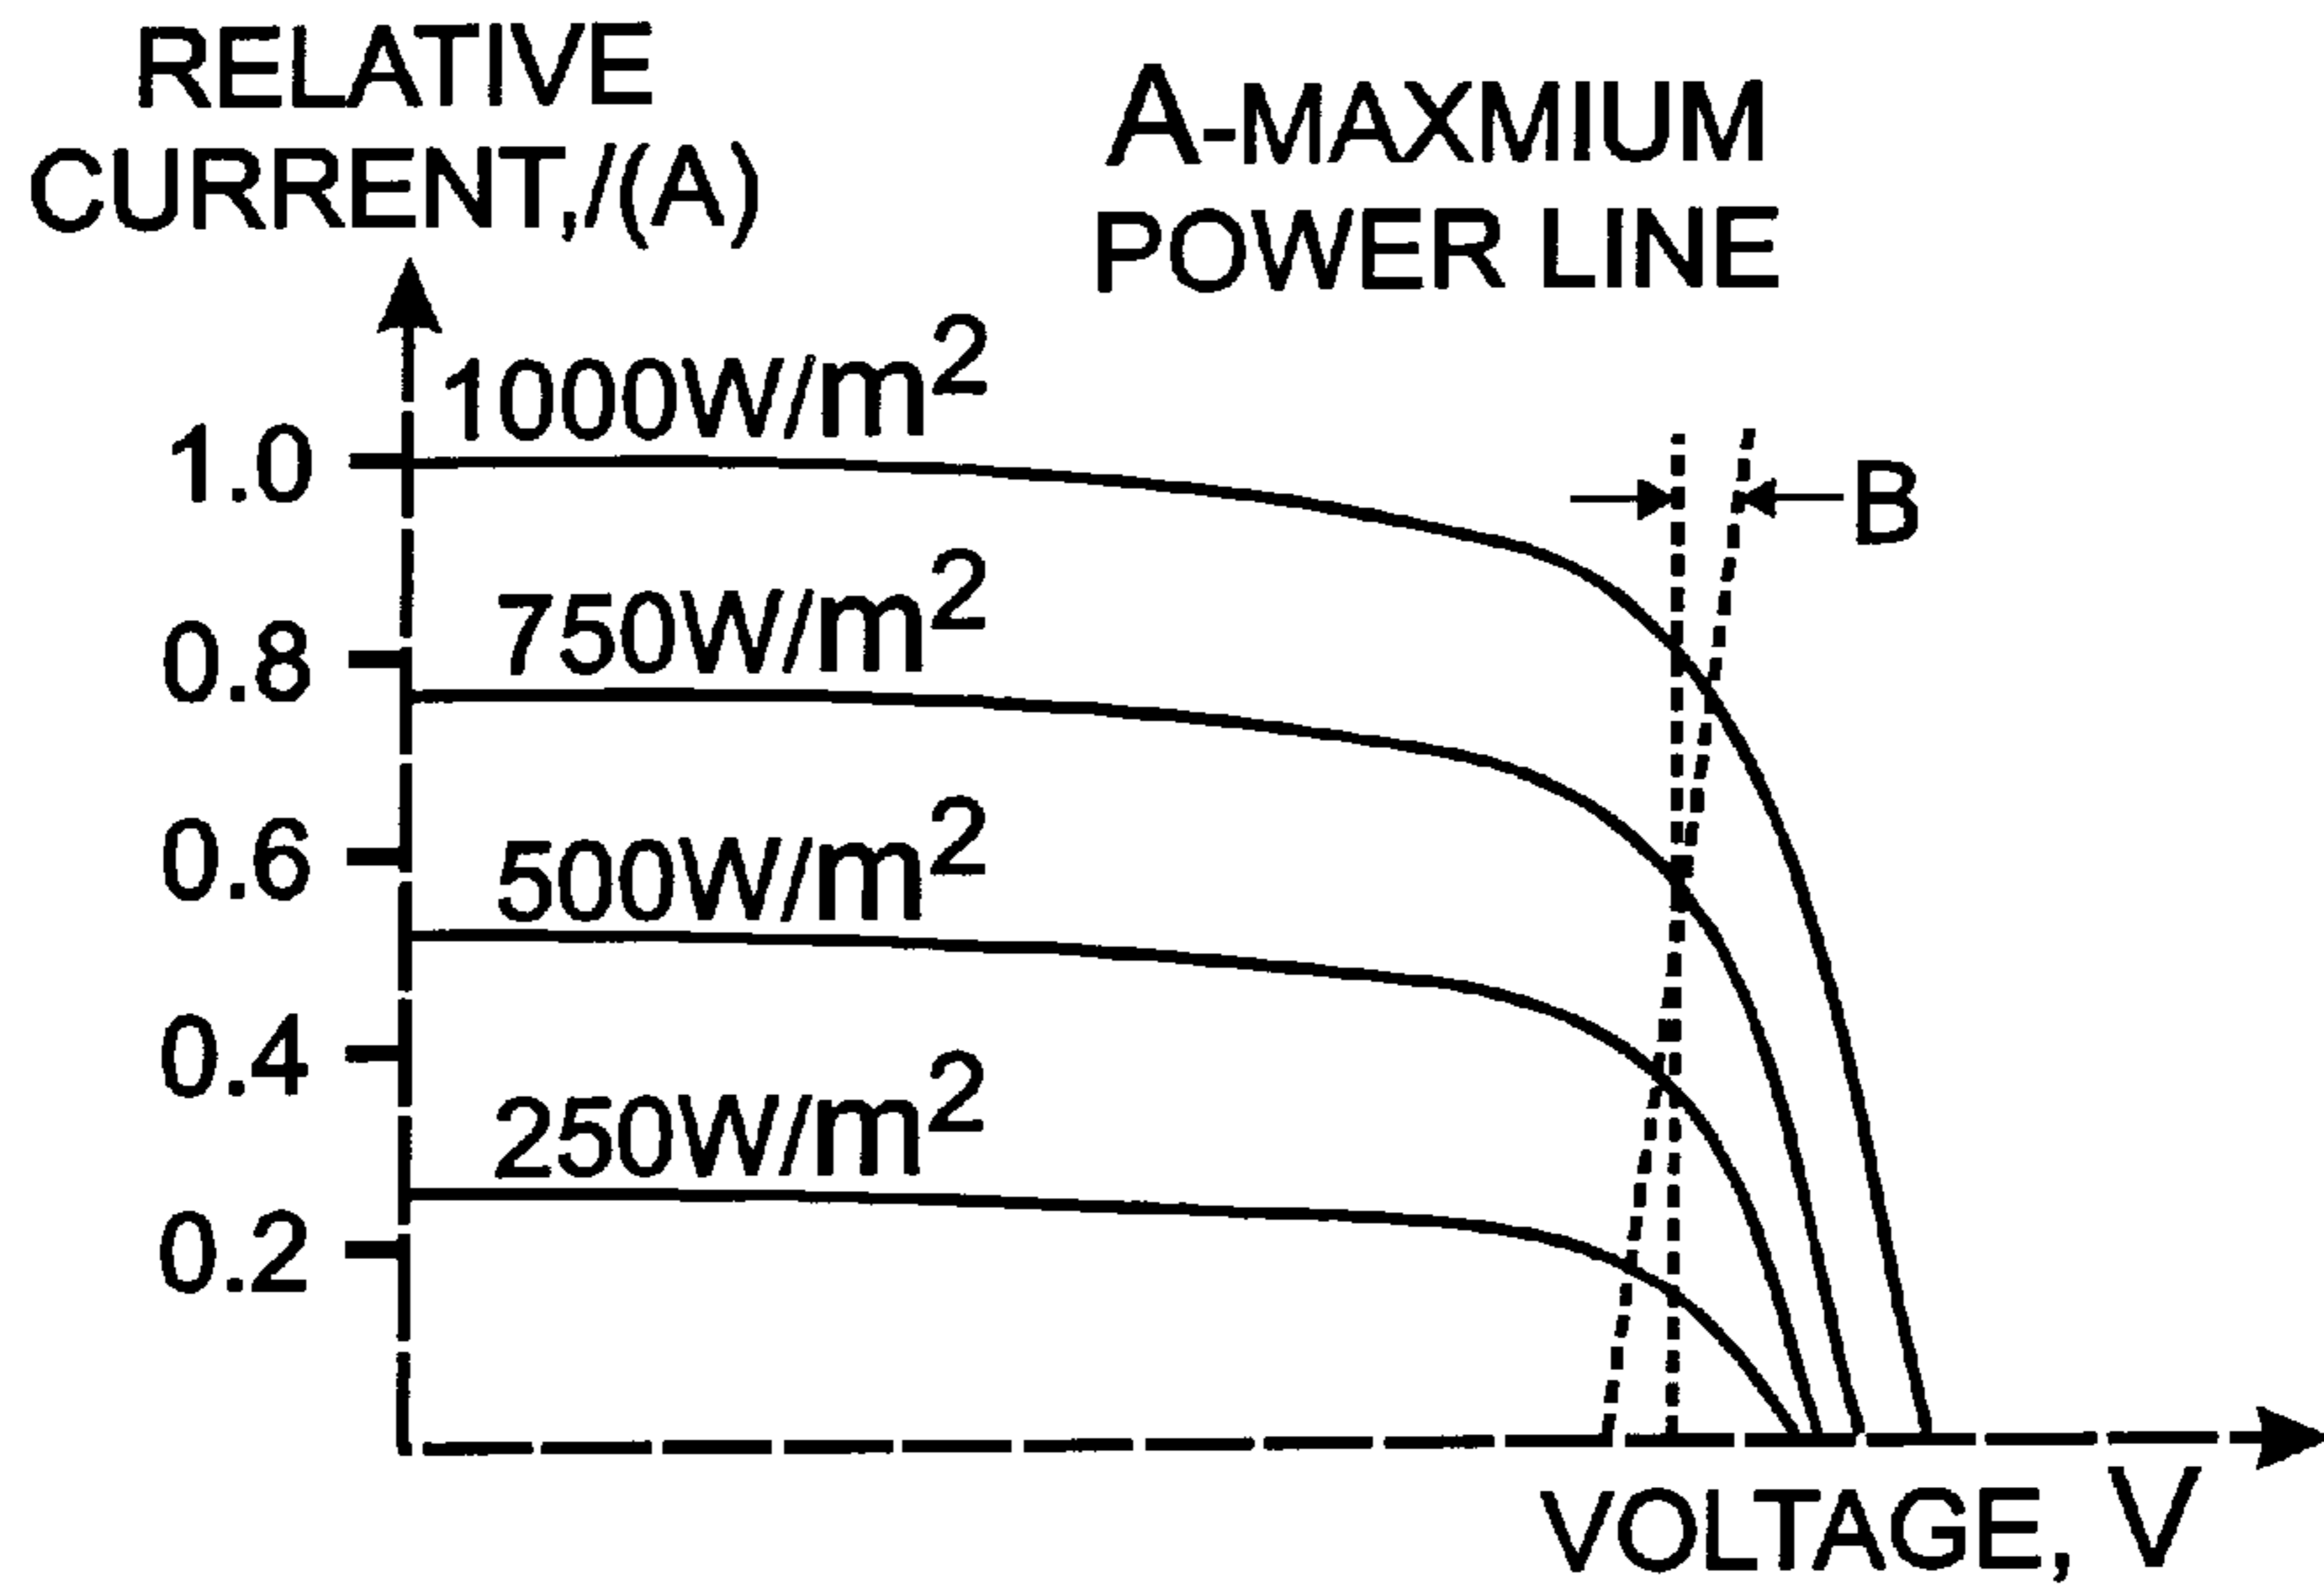 RELATIVE
CURRENT,/(A)
A-MAXMIUM
POWER LINE
1000W/m²
1.0
B
750W/m²
0.8
500W/m²
0.6
0.4
250W/m²
0.2
VOLTAGE, V